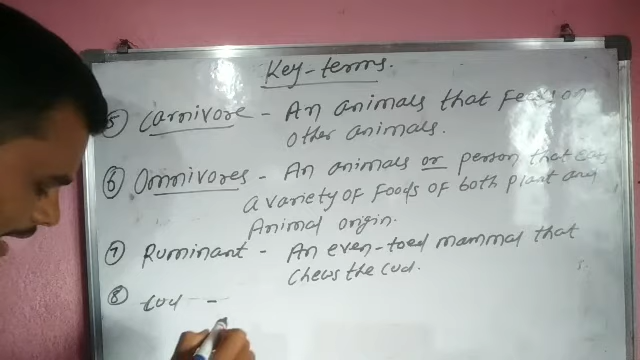 Key-terms.
⑤ Carnivore - An animals that Feeds on
other animals.
⑥ Omnivores - An animals or person that eats
a variety of Foods of both plant and
Animal origin.
⑦ Ruminant - An even-toed mammal that
chews the cud.
⑧ Cud -